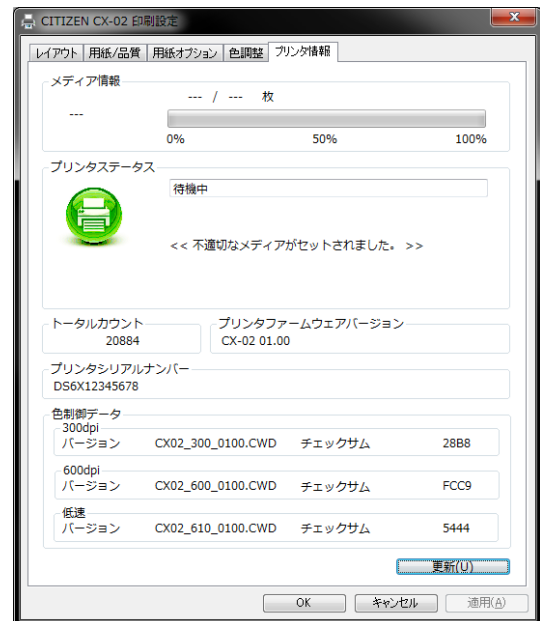 CITIZEN CX-02 印刷設定
レイアウト 用紙/品質 用紙オプション 色調整 プリンタ情報
メディア情報
--- / --- 枚
---
0% 50% 100%
プリンタステータス
待機中
<< 不適切なメディアがセットされました。 >>
トータルカウント プリンタファームウェアバージョン
20884 CX-02 01.00
プリンタシリアルナンバー
DS6X12345678
色制御データ
300dpi
バージョン CX02_300_0100.CWD チェックサム 28B8
600dpi
バージョン CX02_600_0100.CWD チェックサム FCC9
低速
バージョン CX02_610_0100.CWD チェックサム 5444
更新(U)
OK キャンセル 適用(A)